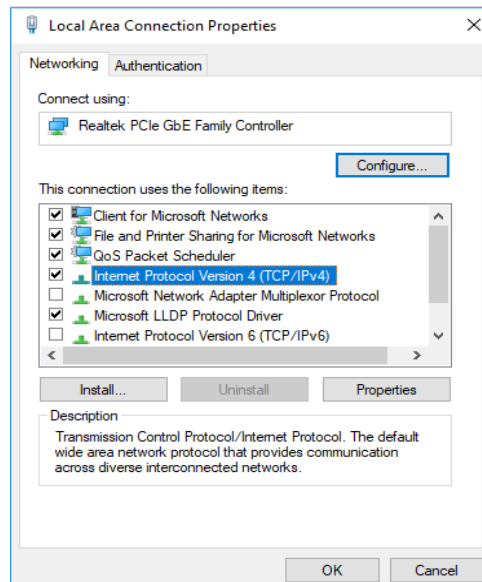 Local Area Connection Properties
Networking
Authentication
Connect using:
Realtek PCIe GbE Family Controller
Configure...
This connection uses the following items:
Client for Microsoft Networks
File and Printer Sharing for Microsoft Networks
QoS Packet Scheduler
Internet Protocol Version 4 (TCP/IPv4)
Microsoft Network Adapter Multiplexor Protocol
Microsoft LLDP Protocol Driver
Internet Protocol Version 6 (TCP/IPv6)
Install...
Uninstall
Properties
Description
Transmission Control Protocol/Internet Protocol. The default
wide area network protocol that provides communication
across diverse interconnected networks.
OK
Cancel